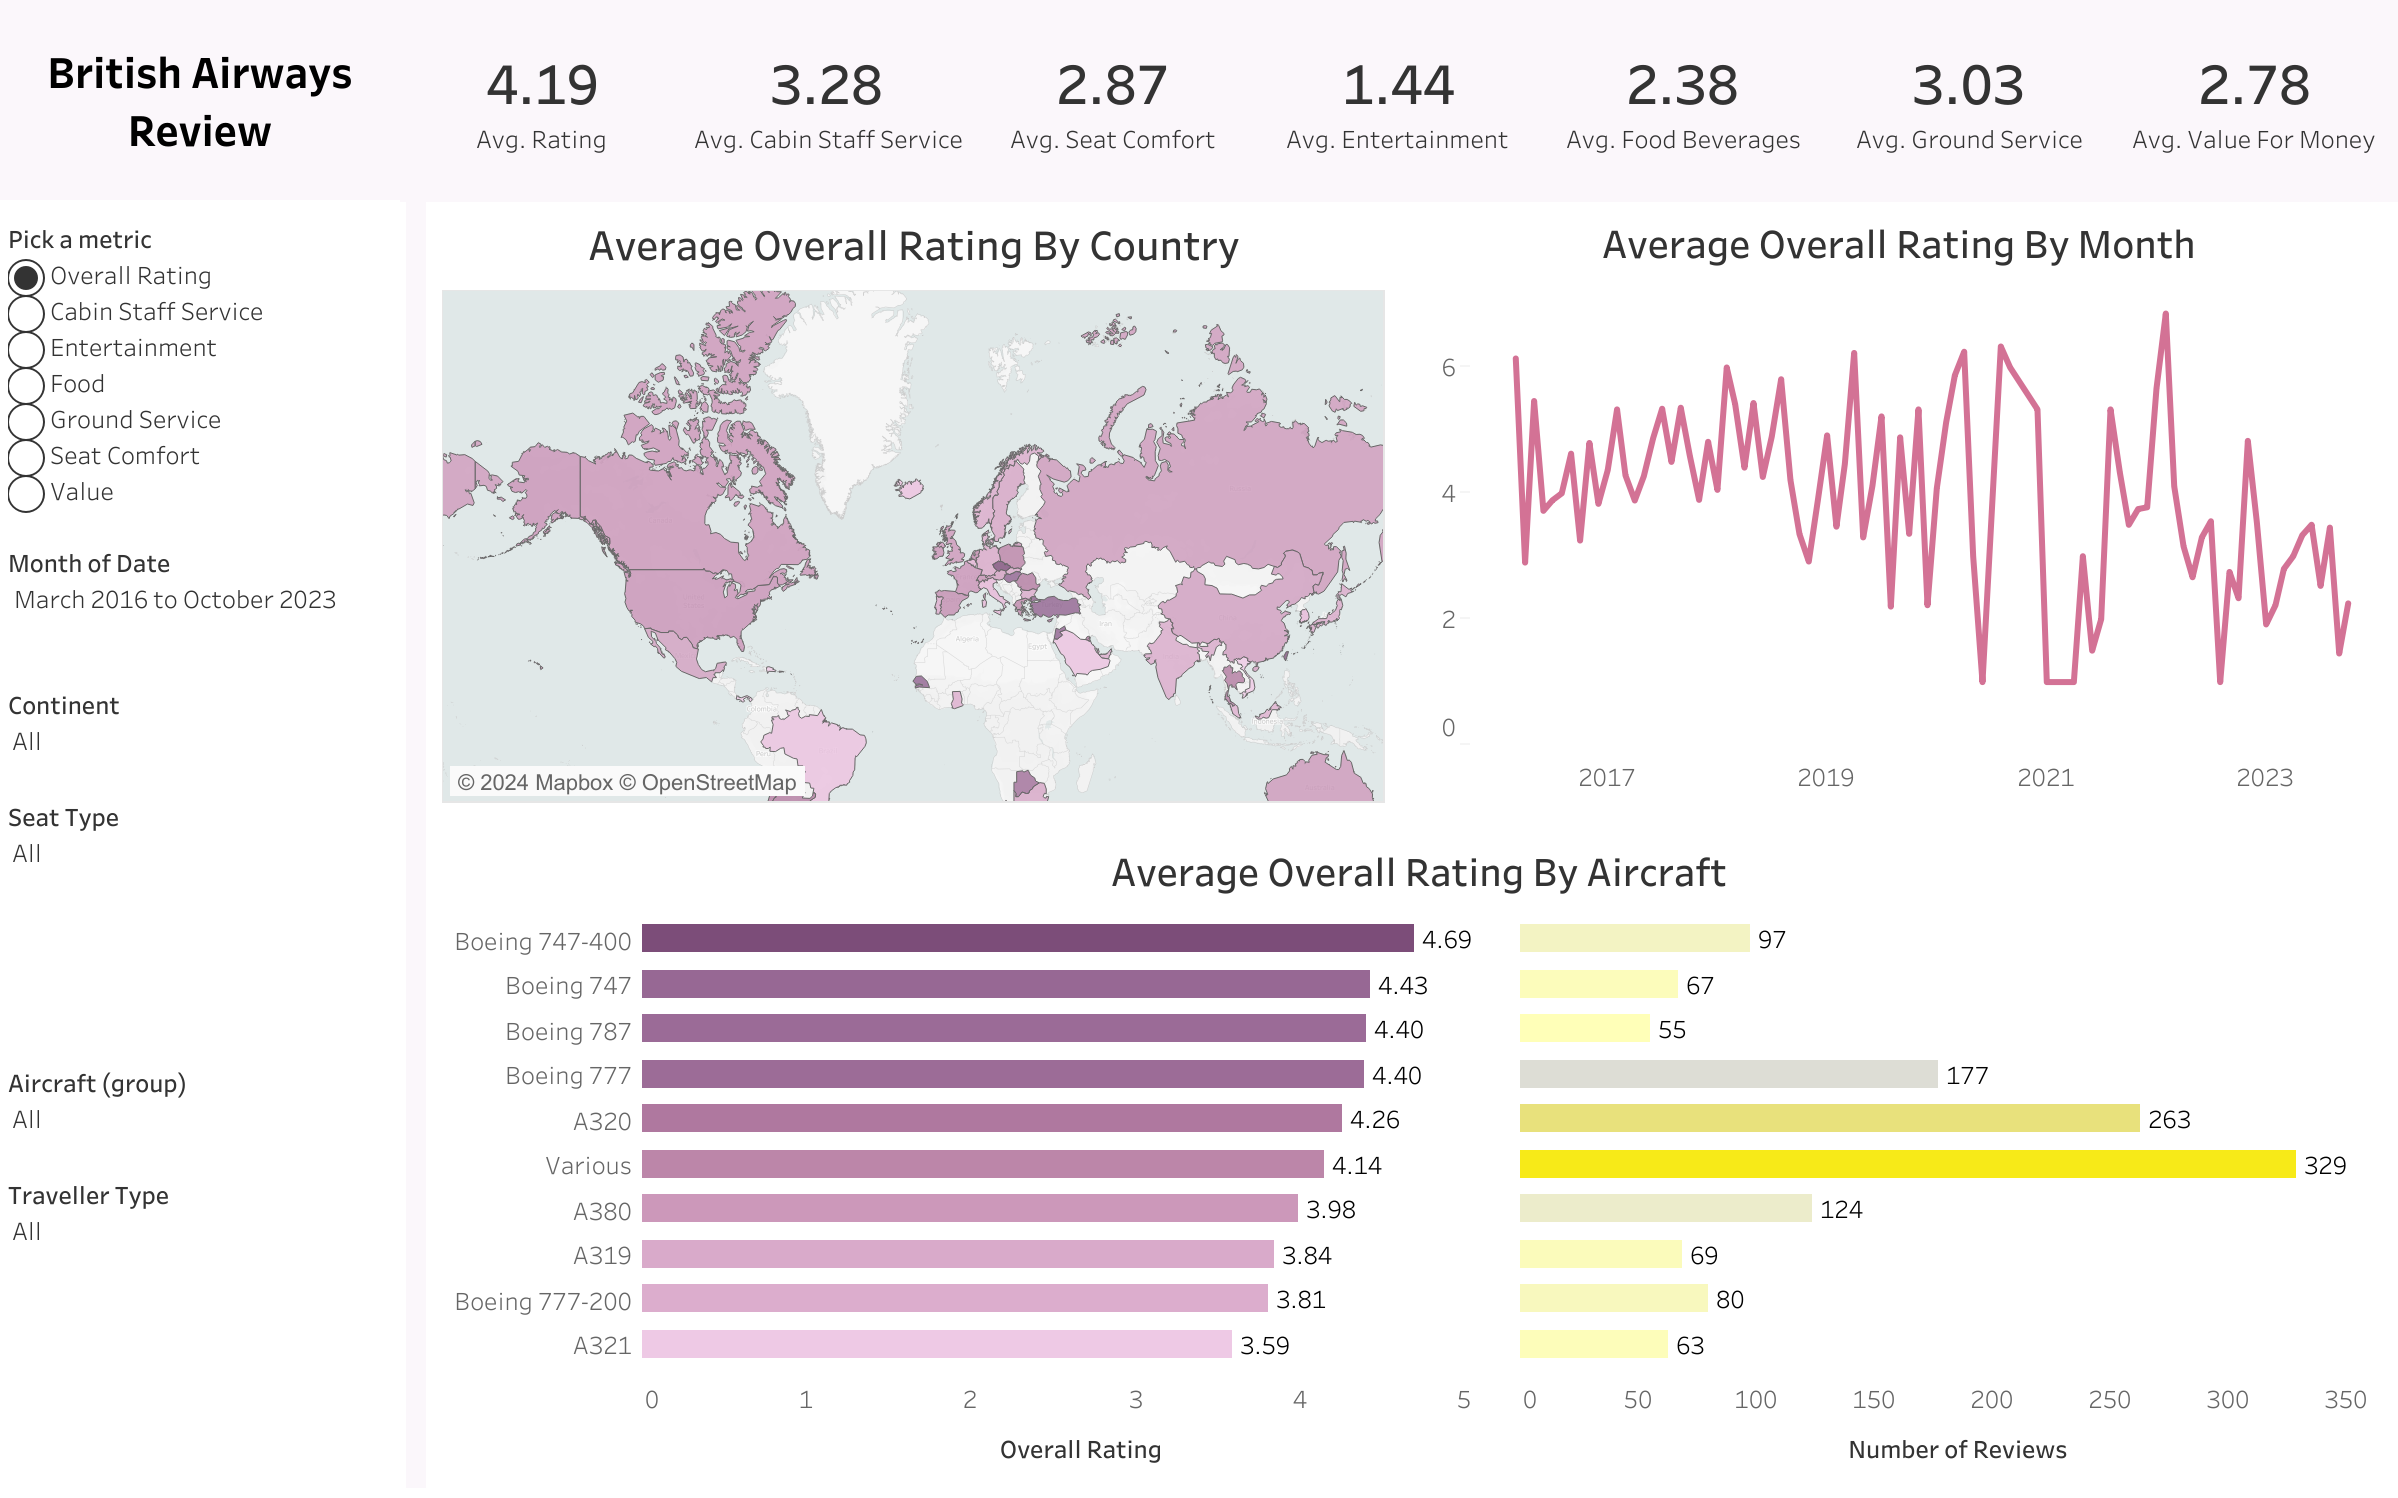 British Airways
Review
4.19
Avg. Rating
3.28
Avg. Cabin Staff Service
2.87
Avg. Seat Comfort
1.44
Avg. Entertainment
2.38
Avg. Food Beverages
3.03
Avg. Ground Service
2.78
Avg. Value For Money
Pick a metric
Overall Rating
Cabin Staff Service
Entertainment
Food
Ground Service
Seat Comfort
Value
Month of Date
March 2016 to October 2023
Continent
All
Seat Type
All
Aircraft (group)
All
Traveller Type
All
Average Overall Rating By Country
Algeria
Egypt
Iran
Colombia
© 2024 Mapbox © OpenStreetMap
Average Overall Rating By Month
6
4
2
0
2017
2019
2021
2023
Average Overall Rating By Aircraft
Boeing 747-400 4.69 97
Boeing 747 4.43 67
Boeing 787 4.40 55
Boeing 777 4.40 177
A320 4.26 263
Various 4.14 329
A380 3.98 124
A319 3.84 69
Boeing 777-200 3.81 80
A321 3.59 63
0 1 2 3 4 5
0 50 100 150 200 250 300 350
Overall Rating
Number of Reviews